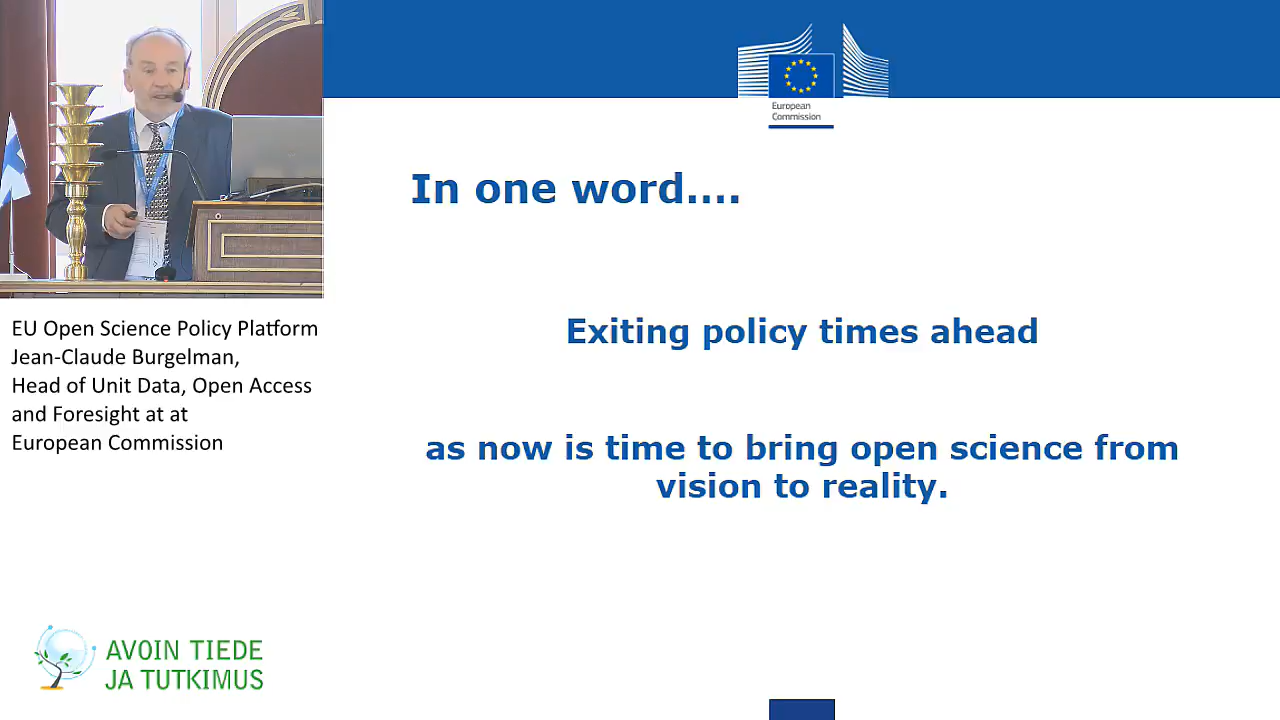 European
Commission
In one word....
Exiting policy times ahead
as now is time to bring open science from
vision to reality.
EU Open Science Policy Platform
Jean-Claude Burgelman,
Head of Unit Data, Open Access
and Foresight at at
European Commission
AVOIN TIEDE
JA TUTKIMUS